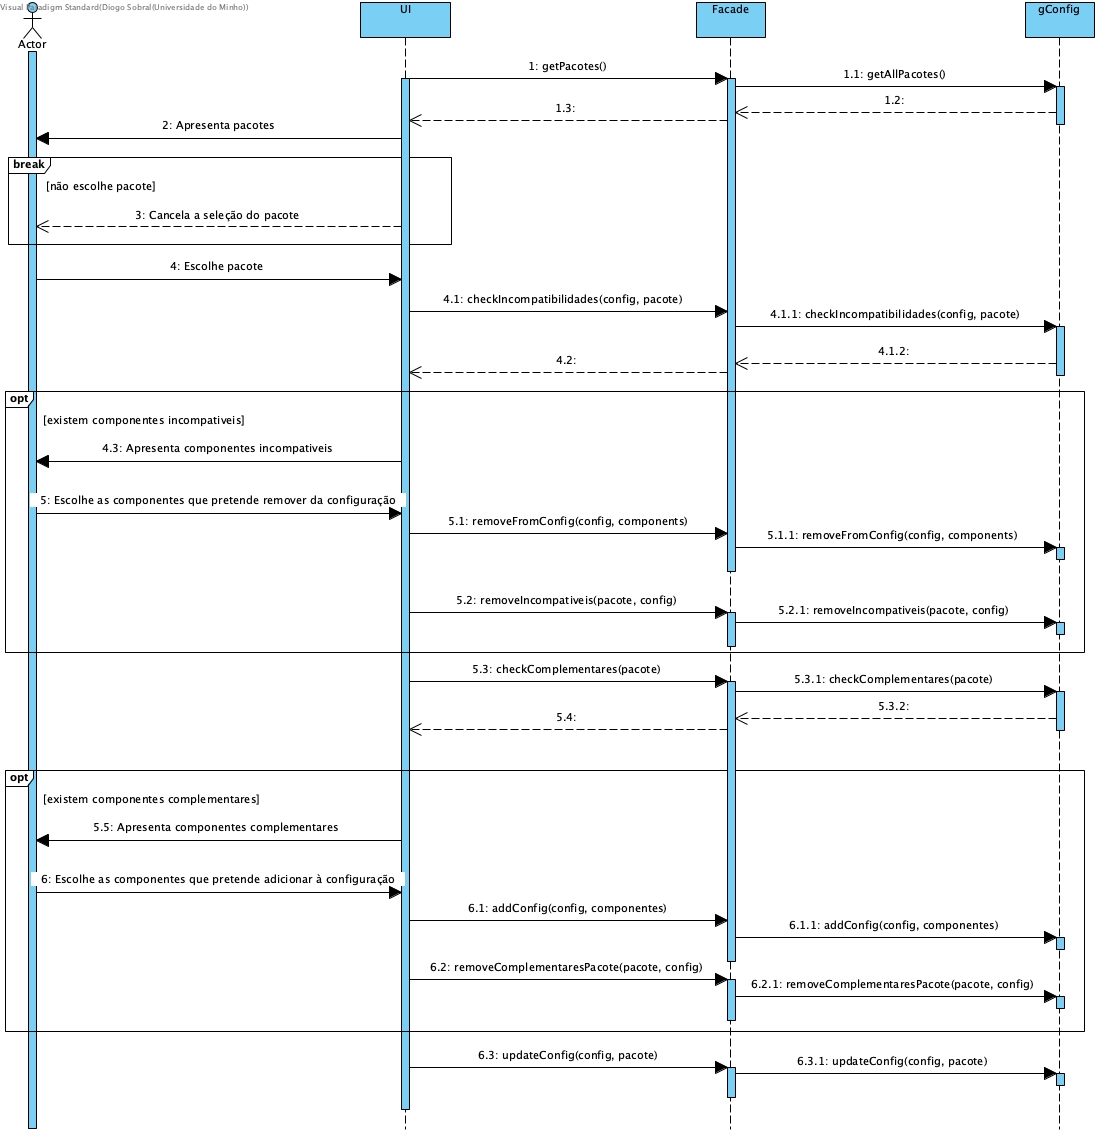 Visual Paradigm Standard(Diogo Sobral(Universidade do Minho))
Actor
UI
Facade
gConfig
1: getPacotes()
1.1: getAllPacotes()
1.2:
1.3:
2: Apresenta pacotes
break
[não escolhe pacote]
3: Cancela a seleção do pacote
4: Escolhe pacote
4.1: checkIncompatibilidades(config, pacote)
4.1.1: checkIncompatibilidades(config, pacote)
4.1.2:
4.2:
opt
[existem componentes incompativeis]
4.3: Apresenta componentes incompativeis
5: Escolhe as componentes que pretende remover da configuração
5.1: removeFromConfig(config, components)
5.1.1: removeFromConfig(config, components)
5.2: removeIncompativeis(pacote, config)
5.2.1: removeIncompativeis(pacote, config)
5.3: checkComplementares(pacote)
5.3.1: checkComplementares(pacote)
5.3.2:
5.4:
opt
[existem componentes complementares]
5.5: Apresenta componentes complementares
6: Escolhe as componentes que pretende adicionar à configuração
6.1: addConfig(config, componentes)
6.1.1: addConfig(config, componentes)
6.2: removeComplementaresPacote(pacote, config)
6.2.1: removeComplementaresPacote(pacote, config)
6.3: updateConfig(config, pacote)
6.3.1: updateConfig(config, pacote)